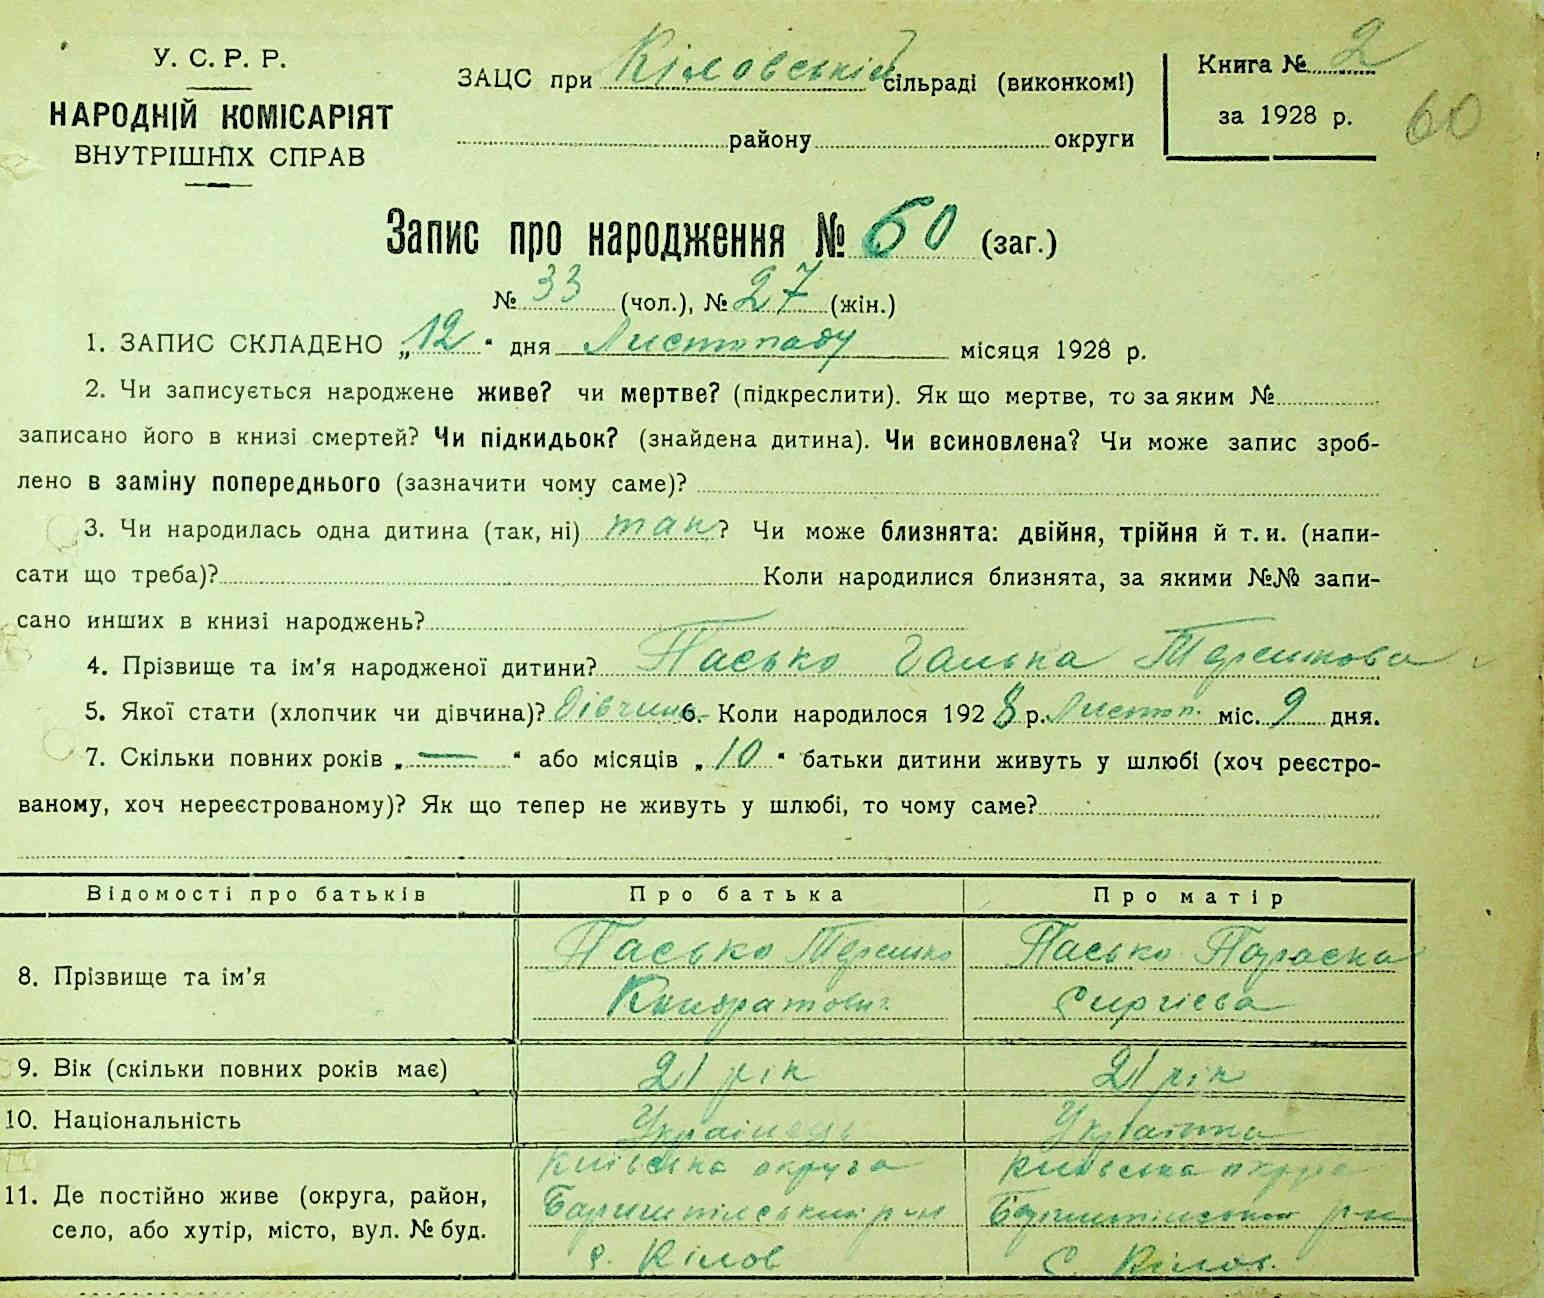 У. С. Р. Р.
НАРОДНІЙ КОМІСАРІЯТ
ВНУТРІШНІХ СПРАВ
ЗАЦС при Кіловській сільраді (виконкомі)
району округи
Книга № 2
за 1928 р.
60
Запис про народження № 60 (заг.)
№ 33 (чол.), № 27 (жін.)
1. ЗАПИС СКЛАДЕНО „12“ дня Листопаду місяця 1928 р.
2. Чи записується народжене живе? чи мертве? (підкреслити). Як що мертве, то за яким №
записано його в книзі смертей? Чи підкидьок? (знайдена дитина). Чи всиновлена? Чи може запис зроб-
лено в заміну попереднього (зазначити чому саме)?
3. Чи народилась одна дитина (так, ні) так? Чи може близнята: двійня, трійня й т. и. (напи-
сати що треба)? Коли народилися близнята, за якими №№ запи-
сано инших в книзі народжень?
4. Прізвище та ім'я народженої дитини? Пасько Галька Терешкова
5. Якої стати (хлопчик чи дівчина)? Дівчина 6. Коли народилося 1928 р. Листоп. міс. 9 дня.
7. Скільки повних років „—“ або місяців „10“ батьки дитини живуть у шлюбі (хоч реєстро-
ваному, хоч нереєстрованому)? Як що тепер не живуть у шлюбі, то чому саме?
Відомості про батьків Про батька Про матір
8. Прізвище та ім'я Пасько Терешко Пасько Параска
Кондратович Сиргієва
9. Вік (скільки повних років має) 21 рік 21 рік
10. Національність Українець Українка
11. Де постійно живе (округа, район, Київська округа Київська округа
село, або хутір, місто, вул. № буд. Баришпільський р-н Баришпільський р-н
с. Кілов С. Кілов.